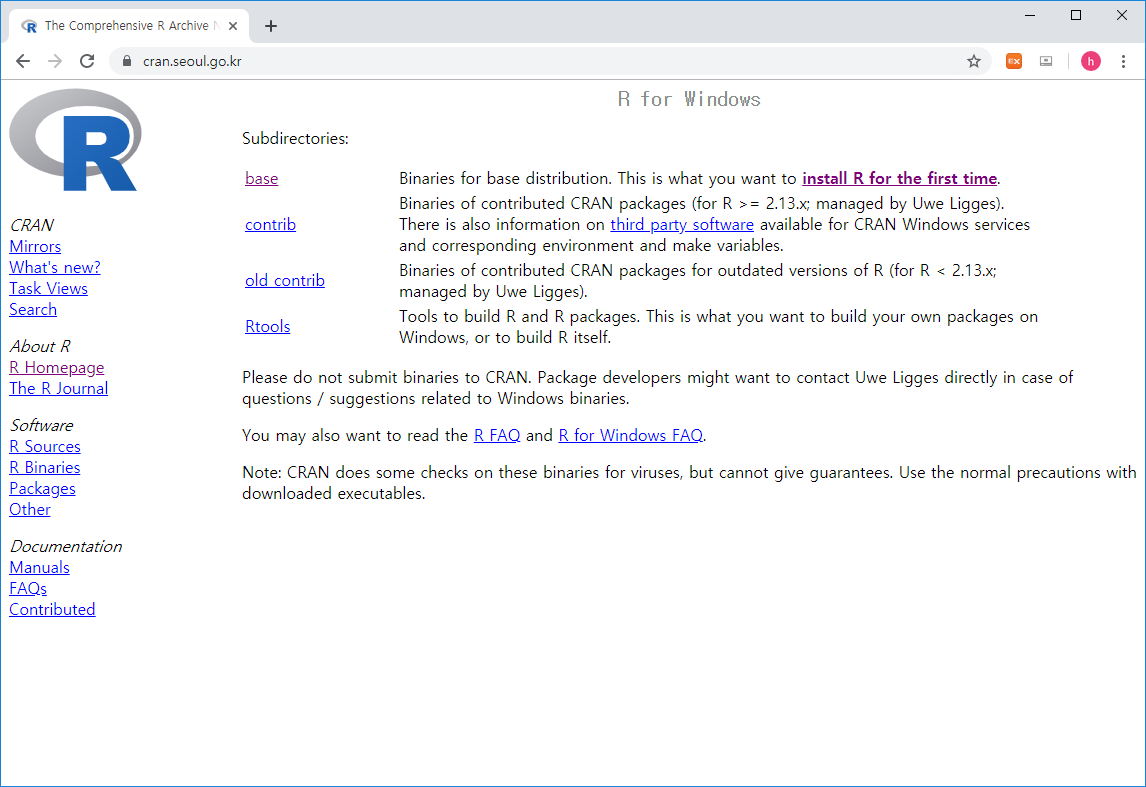 The Comprehensive R Archive N
cran.seoul.go.kr
EX
h
R
CRAN
Mirrors
What's new?
Task Views
Search
About R
R Homepage
The R Journal
Software
R Sources
R Binaries
Packages
Other
Documentation
Manuals
FAQs
Contributed
R for Windows
Subdirectories:
base
Binaries for base distribution. This is what you want to install R for the first time.
contrib
Binaries of contributed CRAN packages (for R >= 2.13.x; managed by Uwe Ligges).
There is also information on third party software available for CRAN Windows services
and corresponding environment and make variables.
old contrib
Binaries of contributed CRAN packages for outdated versions of R (for R < 2.13.x;
managed by Uwe Ligges).
Rtools
Tools to build R and R packages. This is what you want to build your own packages on
Windows, or to build R itself.
Please do not submit binaries to CRAN. Package developers might want to contact Uwe Ligges directly in case of
questions / suggestions related to Windows binaries.
You may also want to read the R FAQ and R for Windows FAQ.
Note: CRAN does some checks on these binaries for viruses, but cannot give guarantees. Use the normal precautions with
downloaded executables.